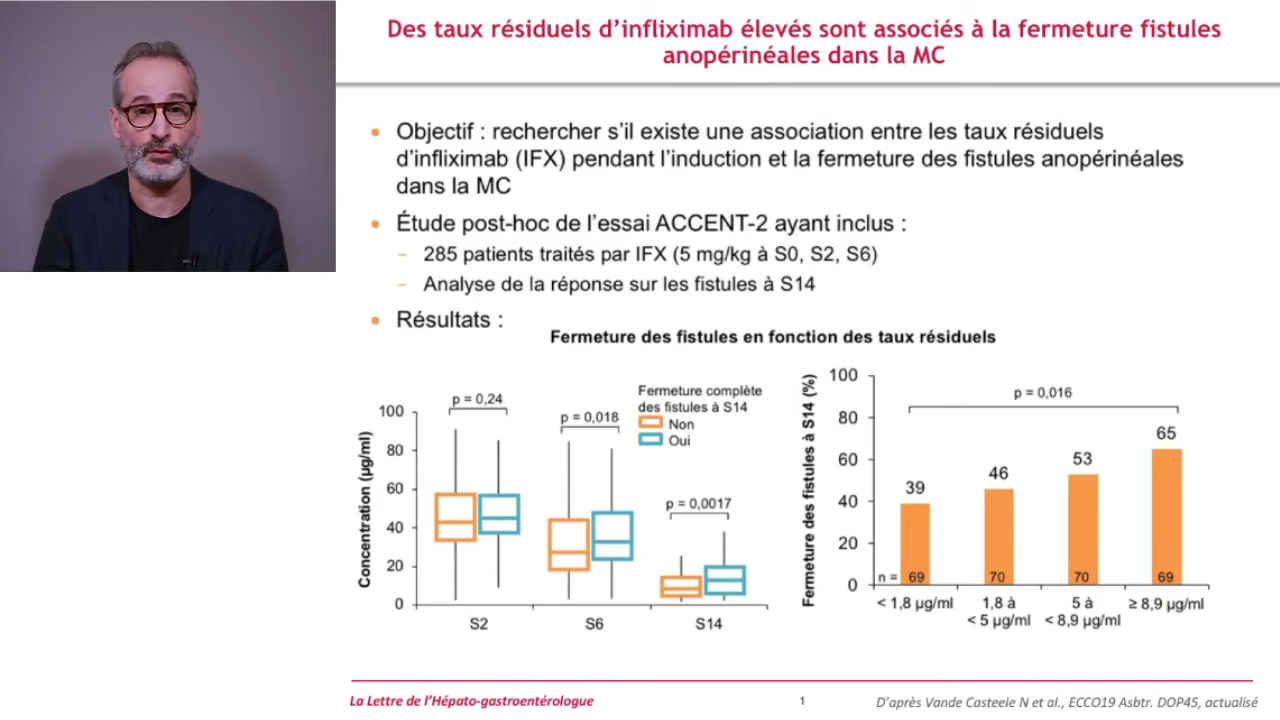 Des taux résiduels d’infliximab élevés sont associés à la fermeture fistules
anopérinéales dans la MC
• Objectif : rechercher s’il existe une association entre les taux résiduels
d’infliximab (IFX) pendant l’induction et la fermeture des fistules anopérinéales
dans la MC
• Étude post-hoc de l’essai ACCENT-2 ayant inclus :
– 285 patients traités par IFX (5 mg/kg à S0, S2, S6)
– Analyse de la réponse sur les fistules à S14
• Résultats :
Fermeture des fistules en fonction des taux résiduels
Concentration (µg/ml)
100
80
60
40
20
0
p = 0,24
p = 0,018
p = 0,0017
Fermeture complète
des fistules à S14
Non
Oui
S2
S6
S14
Fermeture des fistules à S14 (%)
100
80
60
40
20
0
p = 0,016
39
46
53
65
n = 69
70
70
69
< 1,8 µg/ml
1,8 à
< 5 µg/ml
5 à
< 8,9 µg/ml
≥ 8,9 µg/ml
La Lettre de l’Hépato-gastroentérologue
1
D’après Vande Casteele N et al., ECCO19 Asbtr. DOP45, actualisé